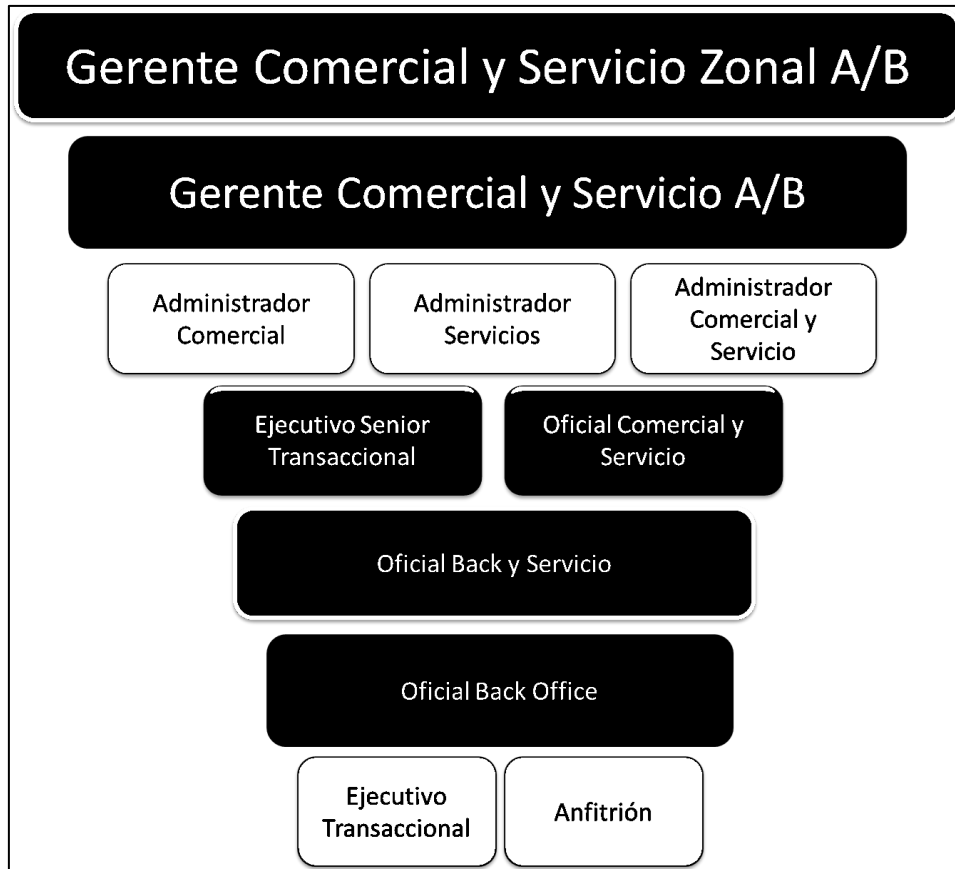 Gerente Comercial y Servicio Zonal A/B
Gerente Comercial y Servicio A/B
Administrador
Comercial
Administrador
Servicios
Administrador
Comercial y
Servicio
Ejecutivo Senior
Transaccional
Oficial Comercial y
Servicio
Oficial Back y Servicio
Oficial Back Office
Ejecutivo
Transaccional
Anfitrión